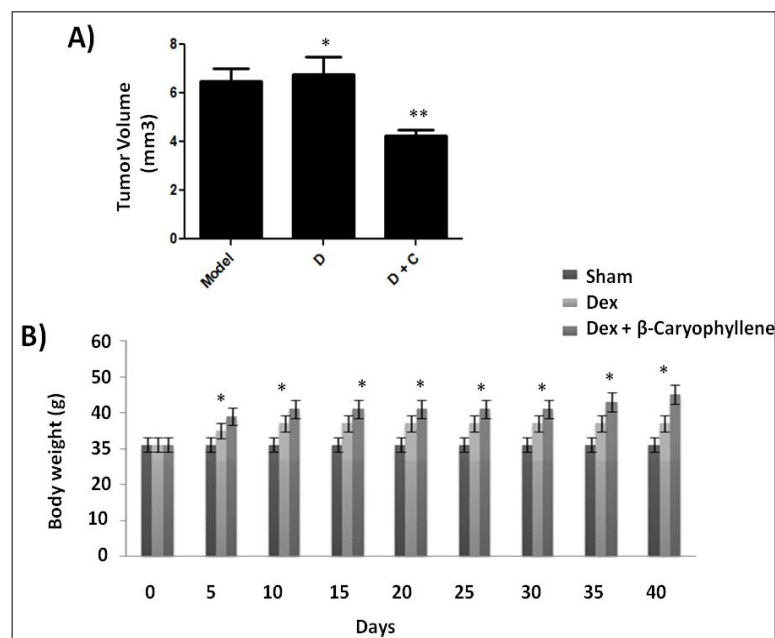 A)
Tumor Volume
(mm3)
8
6
4
2
0
*
**
Model
D
D + C
Sham
Dex
Dex + β-Caryophyllene
B)
Body weight (g)
60
50
40
35
20
10
0
* * * * * * * *
0 5 10 15 20 25 30 35 40
Days